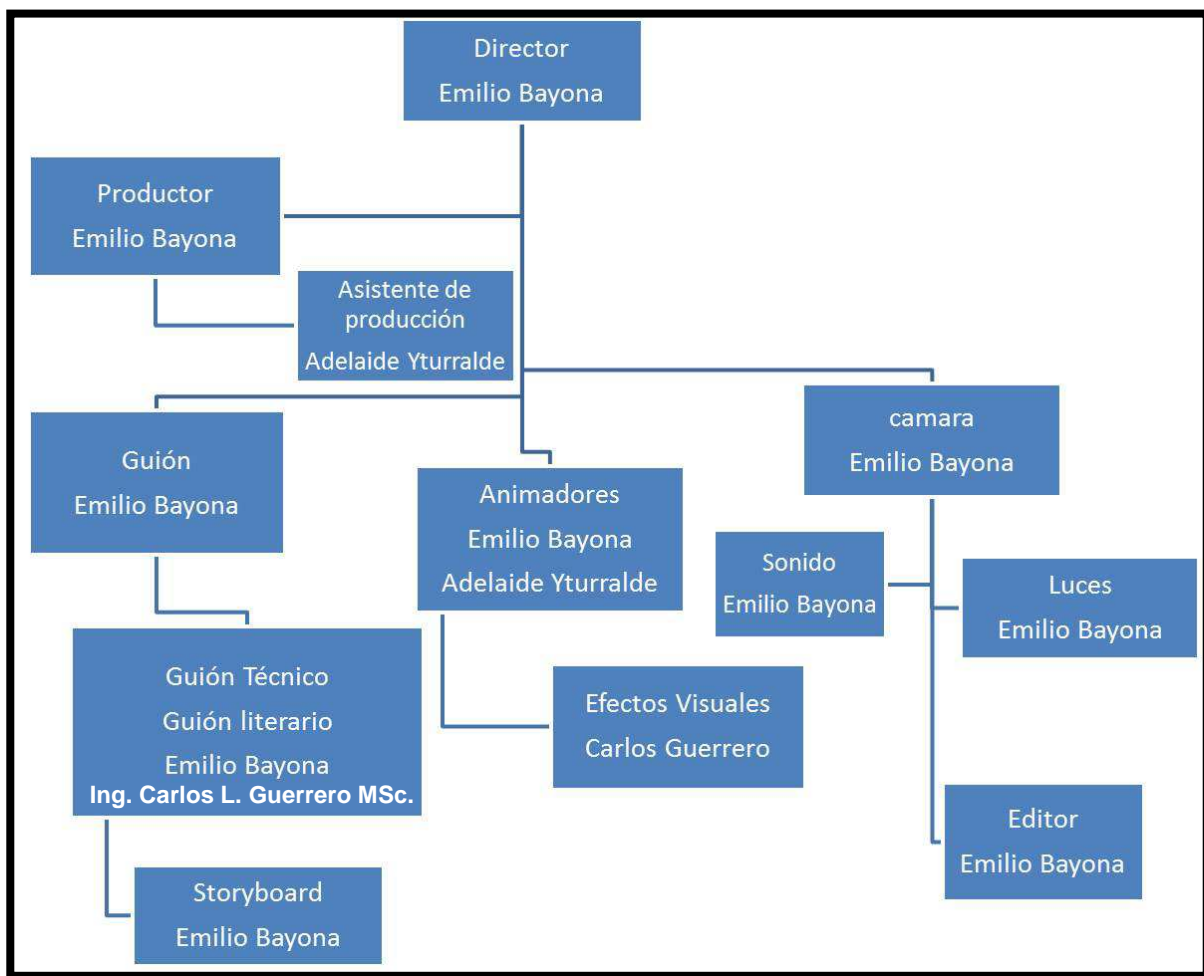 Director
Emilio Bayona
Productor
Emilio Bayona
Asistente de
producción
Adelaide Yturralde
Guión
Emilio Bayona
Animadores
Emilio Bayona
Adelaide Yturralde
camara
Emilio Bayona
Sonido
Emilio Bayona
Luces
Emilio Bayona
Guión Técnico
Guión literario
Emilio Bayona
Ing. Carlos L. Guerrero MSc.
Efectos Visuales
Carlos Guerrero
Editor
Emilio Bayona
Storyboard
Emilio Bayona